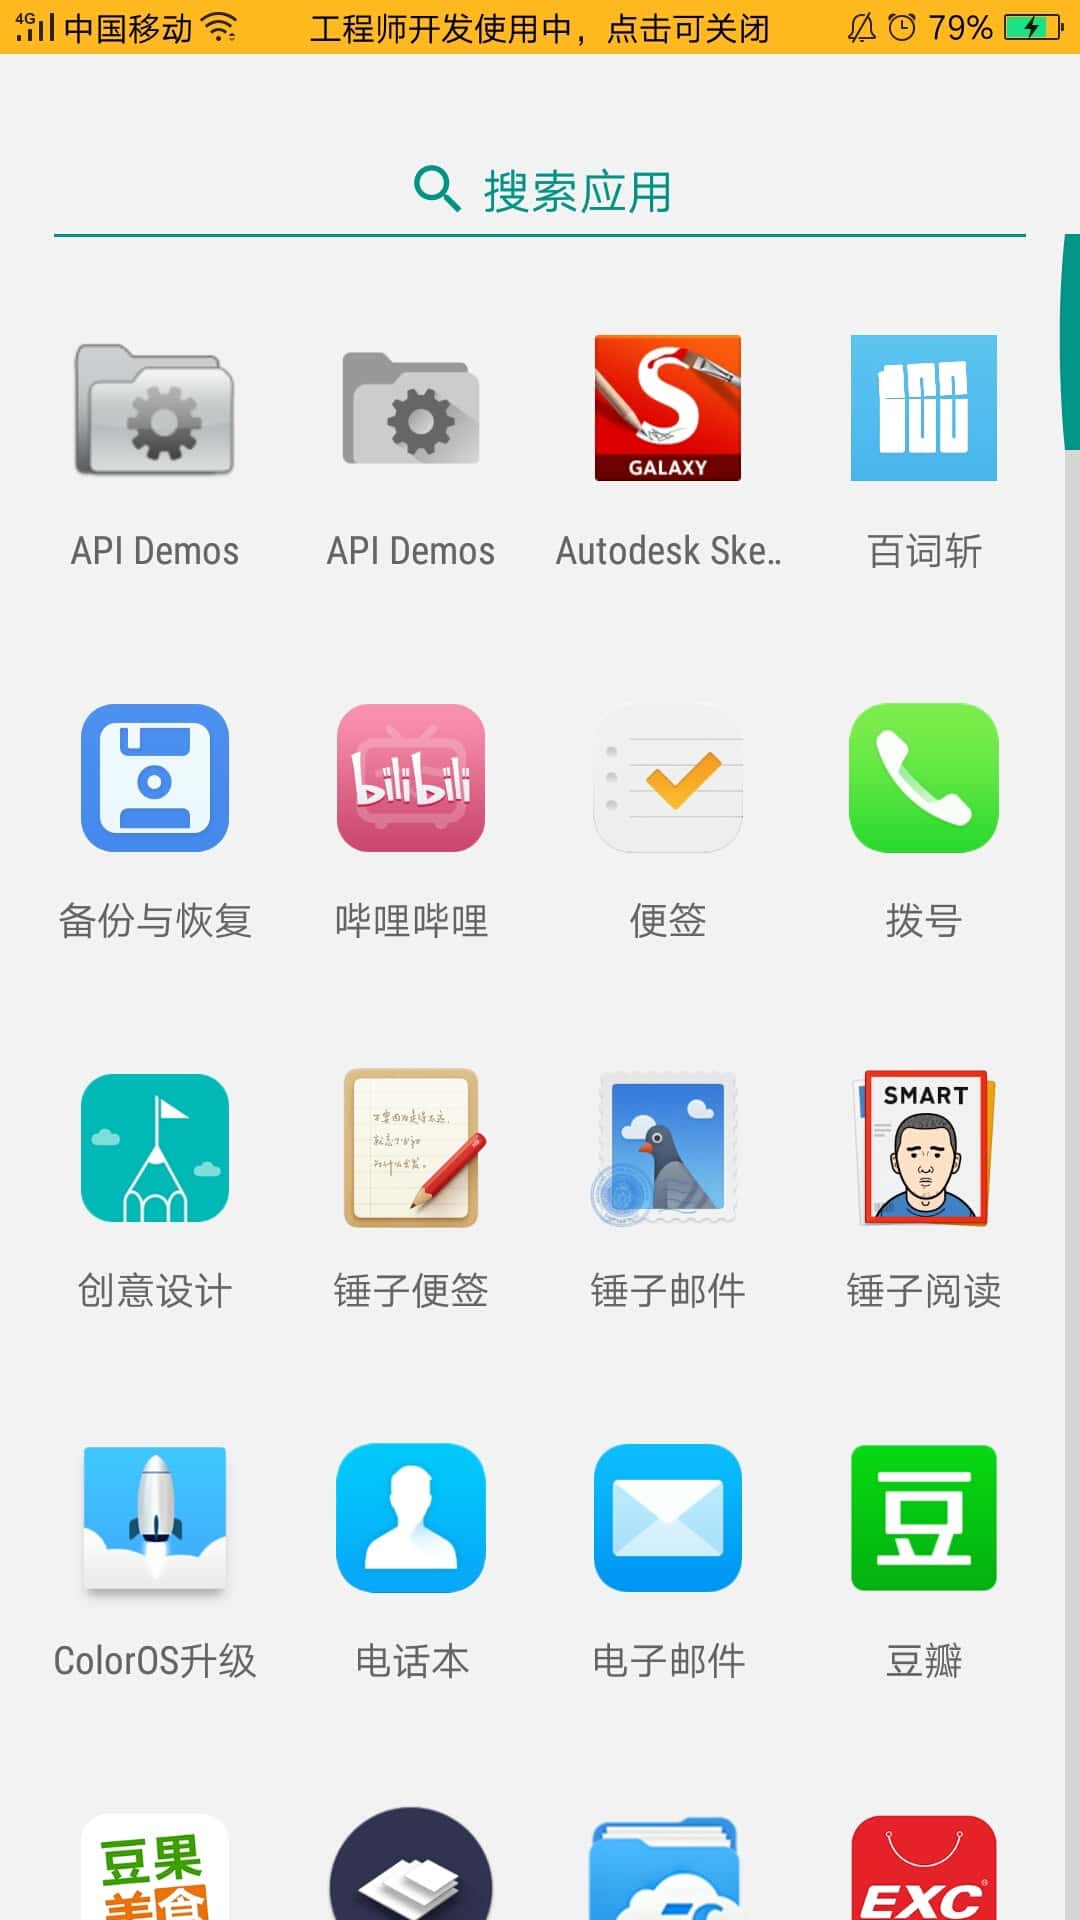 4G 中国移动 工程师开发使用中，点击可关闭 79%
搜索应用
GALAXY
API Demos API Demos Autodesk Ske.. 百词斩
bilibili
备份与恢复 哔哩哔哩 便签 拨号
SMART
创意设计 锤子便签 锤子邮件 锤子阅读
豆
ColorOS升级 电话本 电子邮件 豆瓣
豆果
美食 EXC